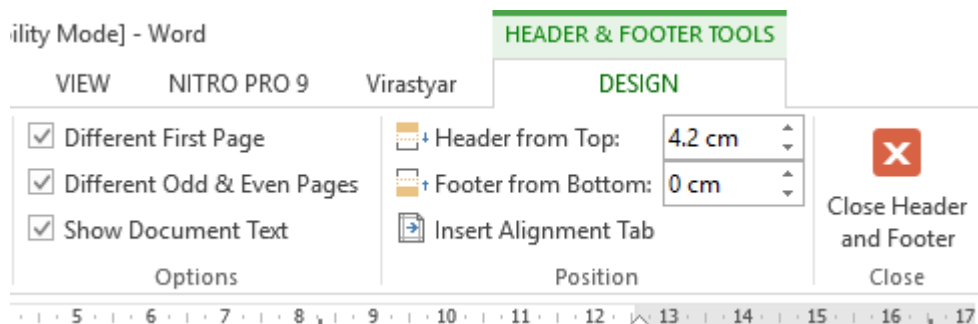 ility Mode] - Word
HEADER & FOOTER TOOLS
VIEW NITRO PRO 9 Virastyar DESIGN
Different First Page
Different Odd & Even Pages
Show Document Text
Options
Header from Top: 4.2 cm
Footer from Bottom: 0 cm
Insert Alignment Tab
Position
Close Header
and Footer
Close
5 6 7 8 9 10 11 12 13 14 15 16 17